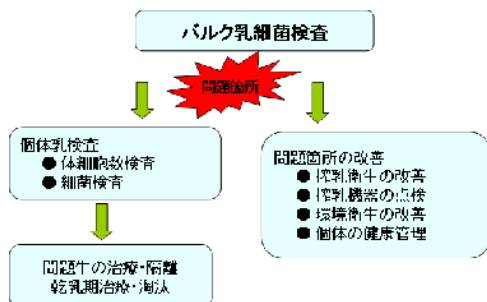 バルク乳細菌検査
問題箇所
個体乳検査
● 体細胞数検査
● 細菌検査
問題箇所の改善
● 搾乳衛生の改善
● 搾乳機器の点検
● 環境衛生の改善
● 個体の健康管理
問題牛の治療・隔離
乾乳期治療・淘汰